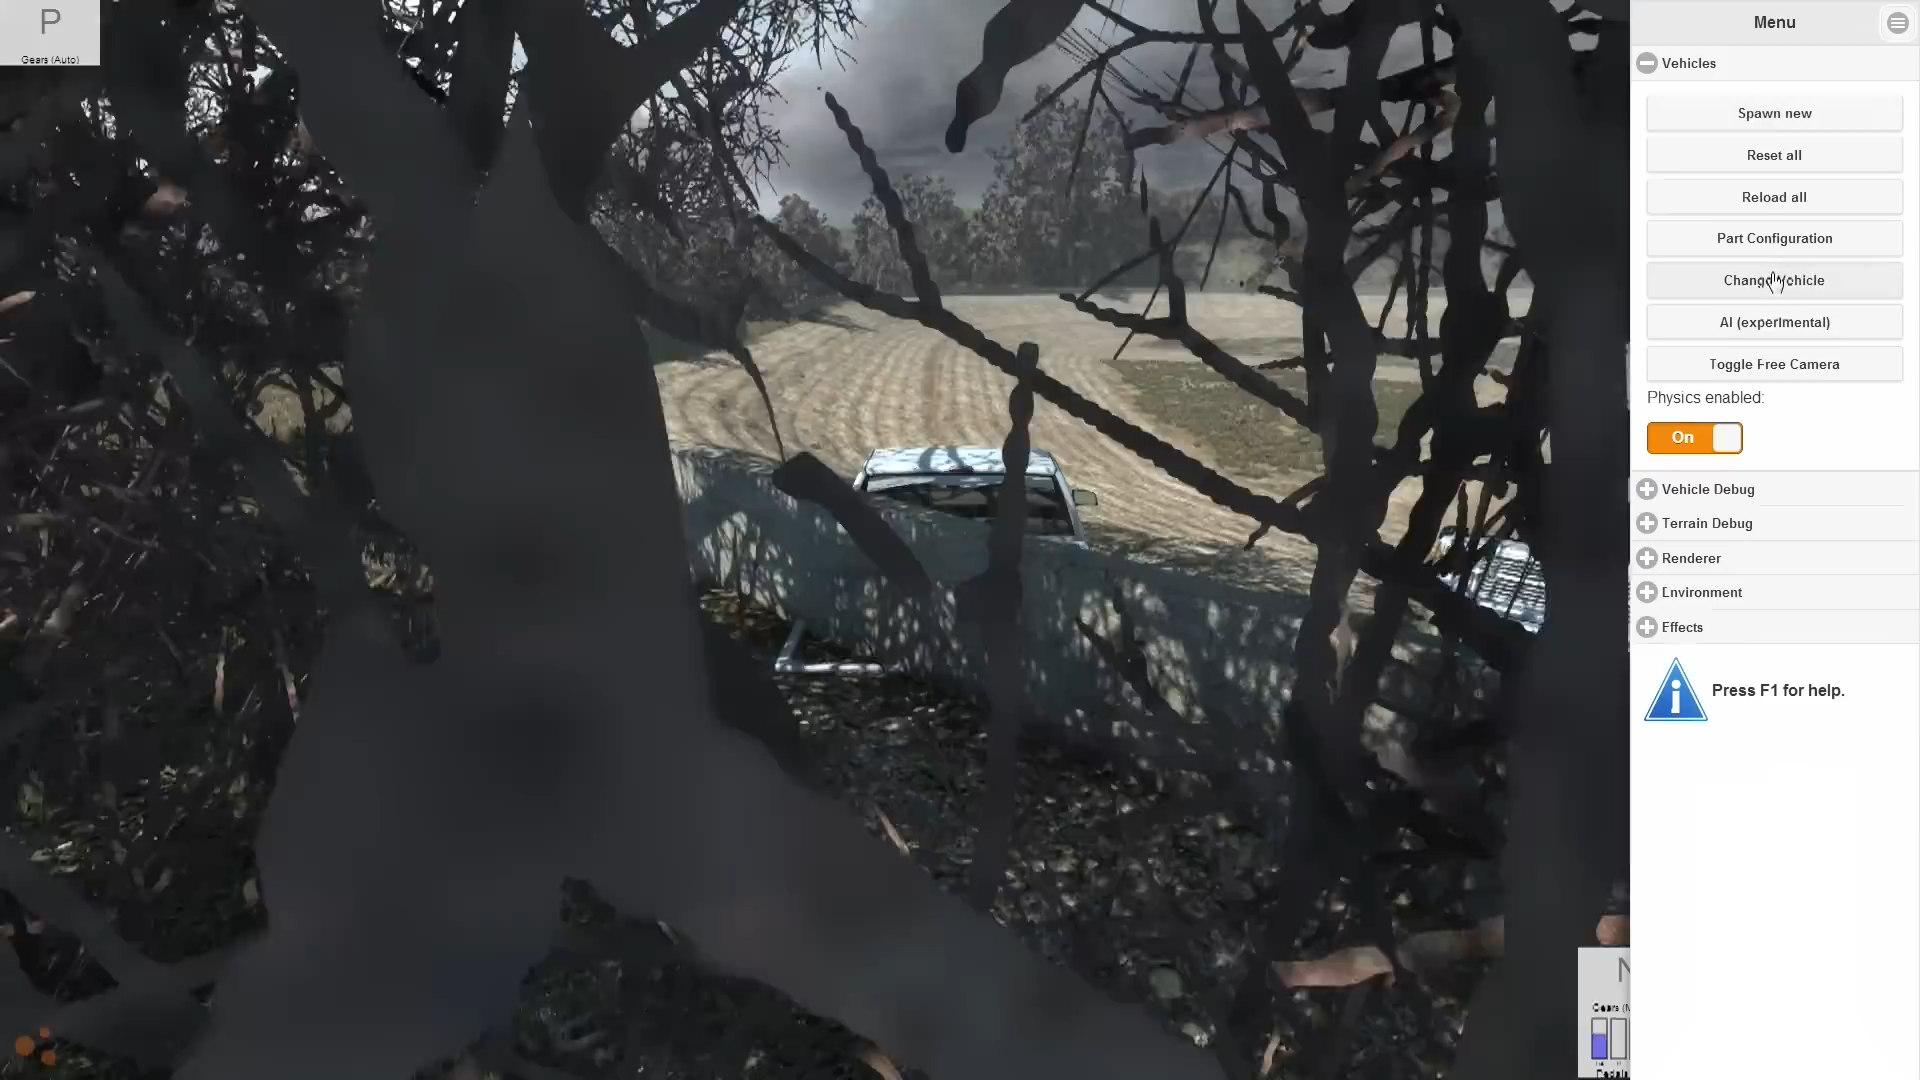 P
Gears (Auto)
Menu
Vehicles
Spawn new
Reset all
Reload all
Part Configuration
Change Vehicle
AI (experimental)
Toggle Free Camera
Physics enabled:
On
Vehicle Debug
Terrain Debug
Renderer
Environment
Effects
Press F1 for help.
N
Gears (